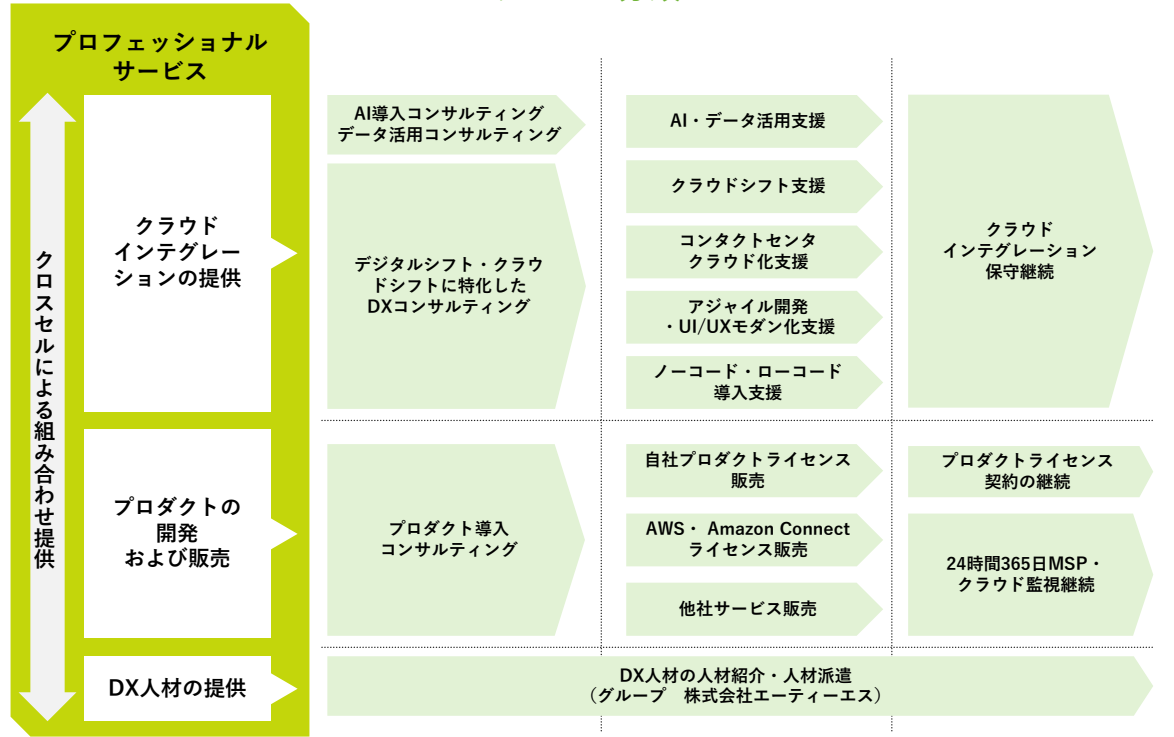 プロフェッショナル
サービス
クロスセルによる組み合わせ提供
クラウド
インテグレー
ションの提供
AI導入コンサルティング
データ活用コンサルティング
デジタルシフト・クラウ
ドシフトに特化した
DXコンサルティング
AI・データ活用支援
クラウドシフト支援
コンタクトセンタ
クラウド化支援
アジャイル開発
・UI/UXモダン化支援
ノーコード・ローコード
導入支援
クラウド
インテグレーション
保守継続
プロダクトの
開発
および販売
プロダクト導入
コンサルティング
自社プロダクトライセンス
販売
AWS・ Amazon Connect
ライセンス販売
他社サービス販売
プロダクトライセンス
契約の継続
24時間365日MSP・
クラウド監視継続
DX人材の提供
DX人材の人材紹介・人材派遣
（グループ　株式会社エーティーエス）